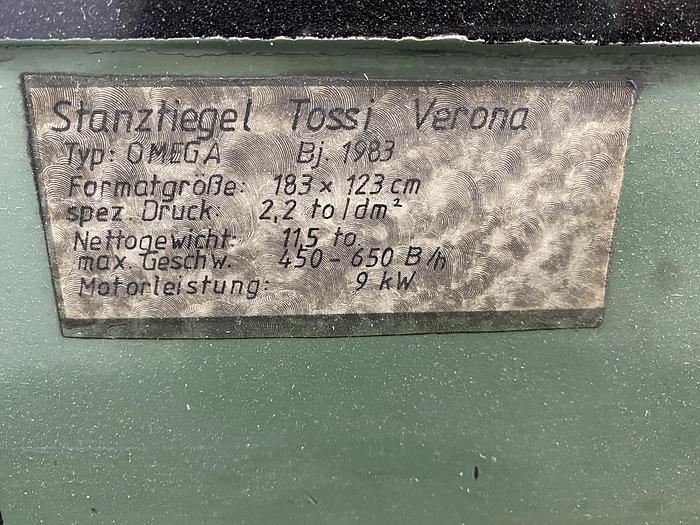 Stanztiegel Tossi Verona
Typ: OMEGA Bj. 1983
Formatgröße: 183 x 123 cm
spez. Druck: 2,2 to/dm²
Nettogewicht: 11,5 to.
max. Geschw. 450 - 650 B/h
Motorleistung: 9 kW